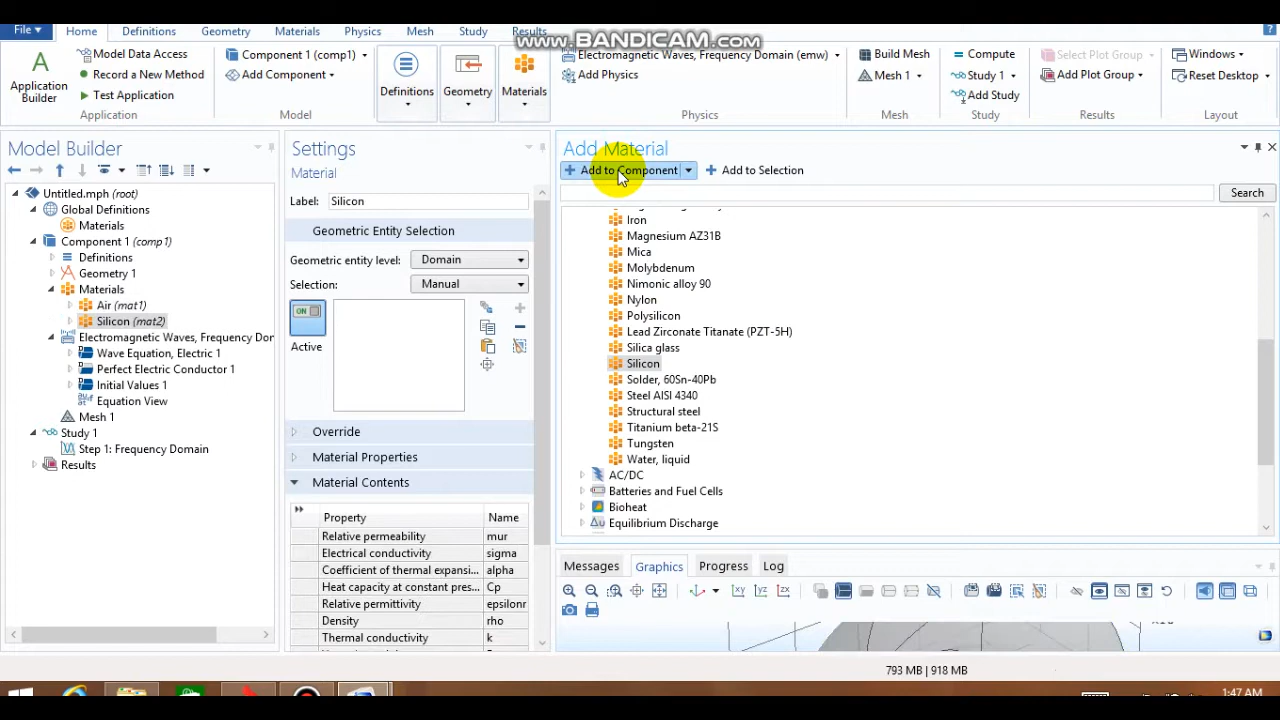 www.BANDICAM.com
File
Home
Definitions
Geometry
Materials
Physics
Mesh
Study
Results
Application Builder
Model Data Access
Record a New Method
Test Application
Application
Component 1 (comp1)
Add Component
Model
Definitions
Geometry
Materials
Electromagnetic Waves, Frequency Domain (emw)
Add Physics
Physics
Build Mesh
Mesh 1
Mesh
Compute
Study 1
Add Study
Study
Select Plot Group
Add Plot Group
Results
Windows
Reset Desktop
Layout
Model Builder
Untitled.mph (root)
Global Definitions
Materials
Component 1 (comp1)
Definitions
Geometry 1
Materials
Air (mat1)
Silicon (mat2)
Electromagnetic Waves, Frequency Dom
Wave Equation, Electric 1
Perfect Electric Conductor 1
Initial Values 1
Equation View
Mesh 1
Study 1
Step 1: Frequency Domain
Results
Settings
Material
Label: Silicon
Geometric Entity Selection
Geometric entity level: Domain
Selection: Manual
ON
Active
Override
Material Properties
Material Contents
Property Name
Relative permeability mur
Electrical conductivity sigma
Coefficient of thermal expansi... alpha
Heat capacity at constant pres... Cp
Relative permittivity epsilonr
Density rho
Thermal conductivity k
Add Material
Add to Component
Add to Selection
Search
Iron
Magnesium AZ31B
Mica
Molybdenum
Nimonic alloy 90
Nylon
Polysilicon
Lead Zirconate Titanate (PZT-5H)
Silica glass
Silicon
Solder, 60Sn-40Pb
Steel AISI 4340
Structural steel
Titanium beta-21S
Tungsten
Water, liquid
AC/DC
Batteries and Fuel Cells
Bioheat
Equilibrium Discharge
Messages
Graphics
Progress
Log
xy
yz
zx
793 MB | 918 MB
1:47 AM